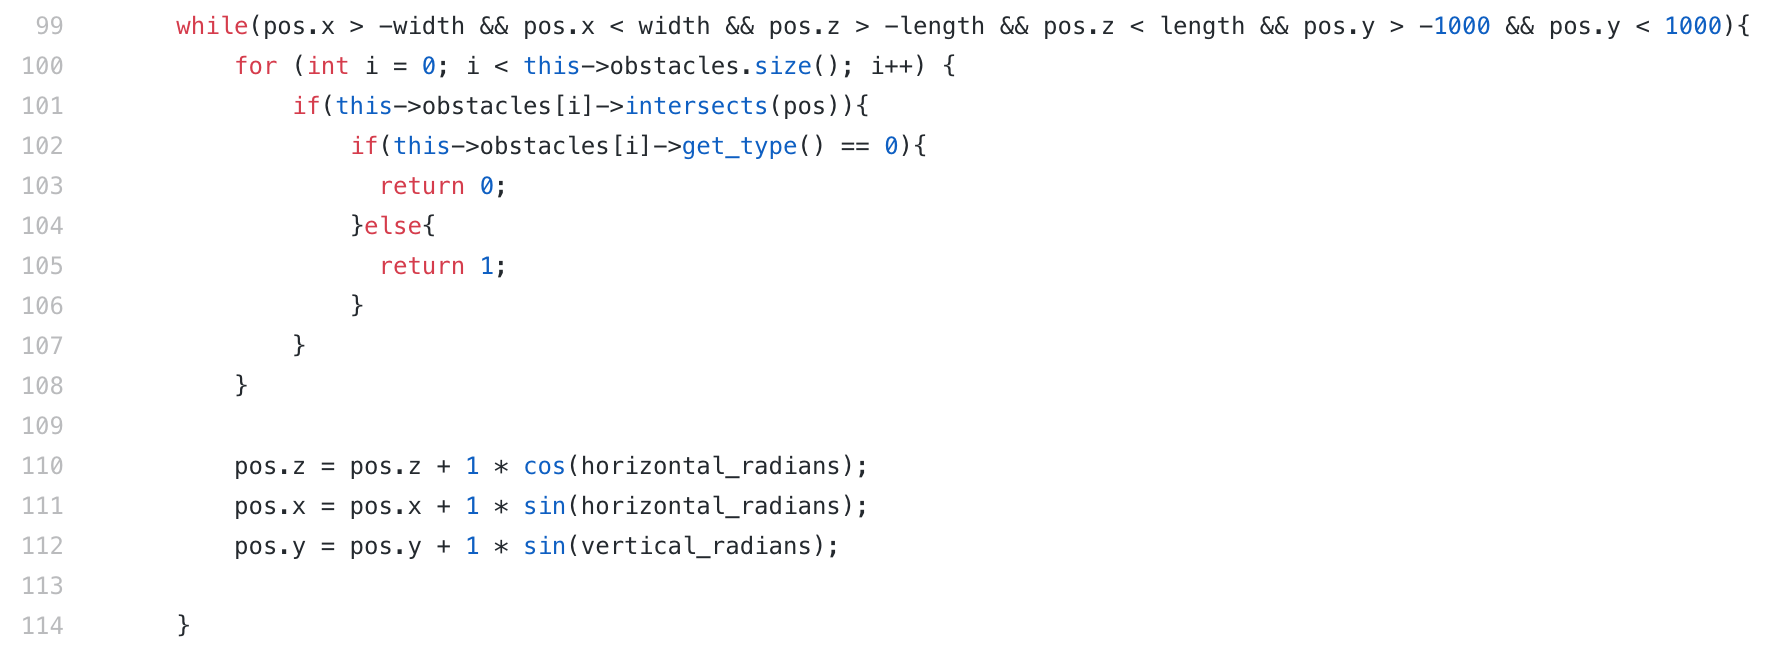 99 while(pos.x > -width && pos.x < width && pos.z > -length && pos.z < length && pos.y > -1000 && pos.y < 1000){
100 for (int i = 0; i < this->obstacles.size(); i++) {
101 if(this->obstacles[i]->intersects(pos)){
102 if(this->obstacles[i]->get_type() == 0){
103 return 0;
104 }else{
105 return 1;
106 }
107 }
108 }
109
110 pos.z = pos.z + 1 * cos(horizontal_radians);
111 pos.x = pos.x + 1 * sin(horizontal_radians);
112 pos.y = pos.y + 1 * sin(vertical_radians);
113
114 }